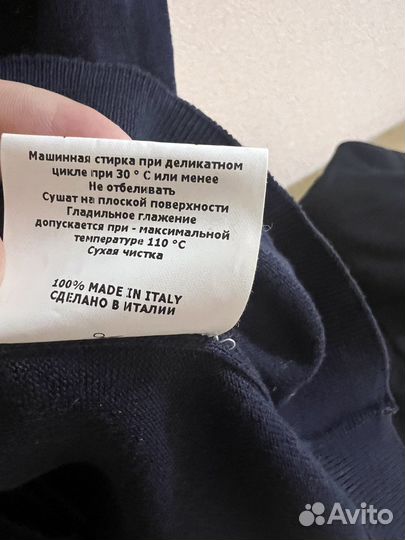 Машинная стирка при деликатном
цикле при 30 ° C или менее
Не отбеливать
Сушат на плоской поверхности
Гладильное глажение
допускается при - максимальной
температуре 110 °C
Сухая чистка
100% MADE IN ITALY
СДЕЛАНО В ИТАЛИИ
Avito